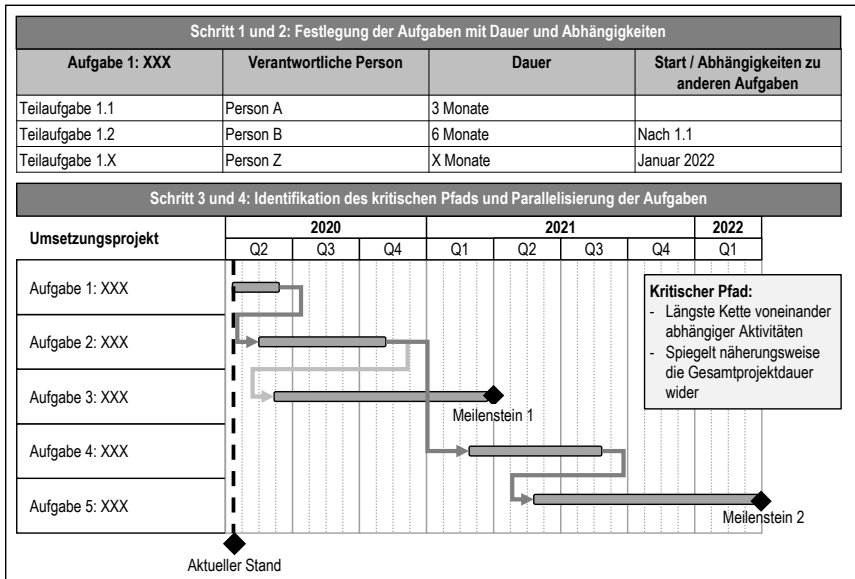 Schritt 1 und 2: Festlegung der Aufgaben mit Dauer und Abhängigkeiten
Aufgabe 1: XXX Verantwortliche Person Dauer Start / Abhängigkeiten zu
anderen Aufgaben
Teilaufgabe 1.1 Person A 3 Monate
Teilaufgabe 1.2 Person B 6 Monate Nach 1.1
Teilaufgabe 1.X Person Z X Monate Januar 2022
Schritt 3 und 4: Identifikation des kritischen Pfads und Parallelisierung der Aufgaben
Umsetzungsprojekt
2020 2021 2022
Q2 Q3 Q4 Q1 Q2 Q3 Q4 Q1
Aufgabe 1: XXX
Aufgabe 2: XXX
Aufgabe 3: XXX
Meilenstein 1
Aufgabe 4: XXX
Aufgabe 5: XXX
Meilenstein 2
Kritischer Pfad:
- Längste Kette voneinander
abhängiger Aktivitäten
- Spiegelt näherungsweise
die Gesamtprojektdauer
wider
Aktueller Stand